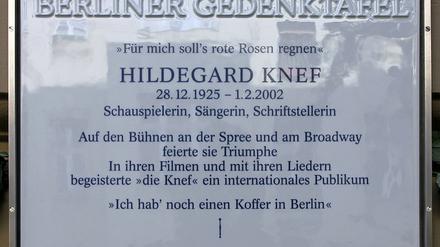 BERLINER GEDENKTAFEL
»Für mich soll's rote Rosen regnen«
HILDEGARD KNEF
28.12.1925 – 1.2.2002
Schauspielerin, Sängerin, Schriftstellerin
Auf den Bühnen an der Spree und am Broadway
feierte sie Triumphe
In ihren Filmen und mit ihren Liedern
begeisterte »die Knef« ein internationales Publikum
»Ich hab' noch einen Koffer in Berlin«